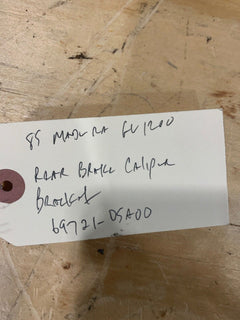 85 MADURA GV1200
REAR BRAKE CALIPER
BRACKET
69721-05A00